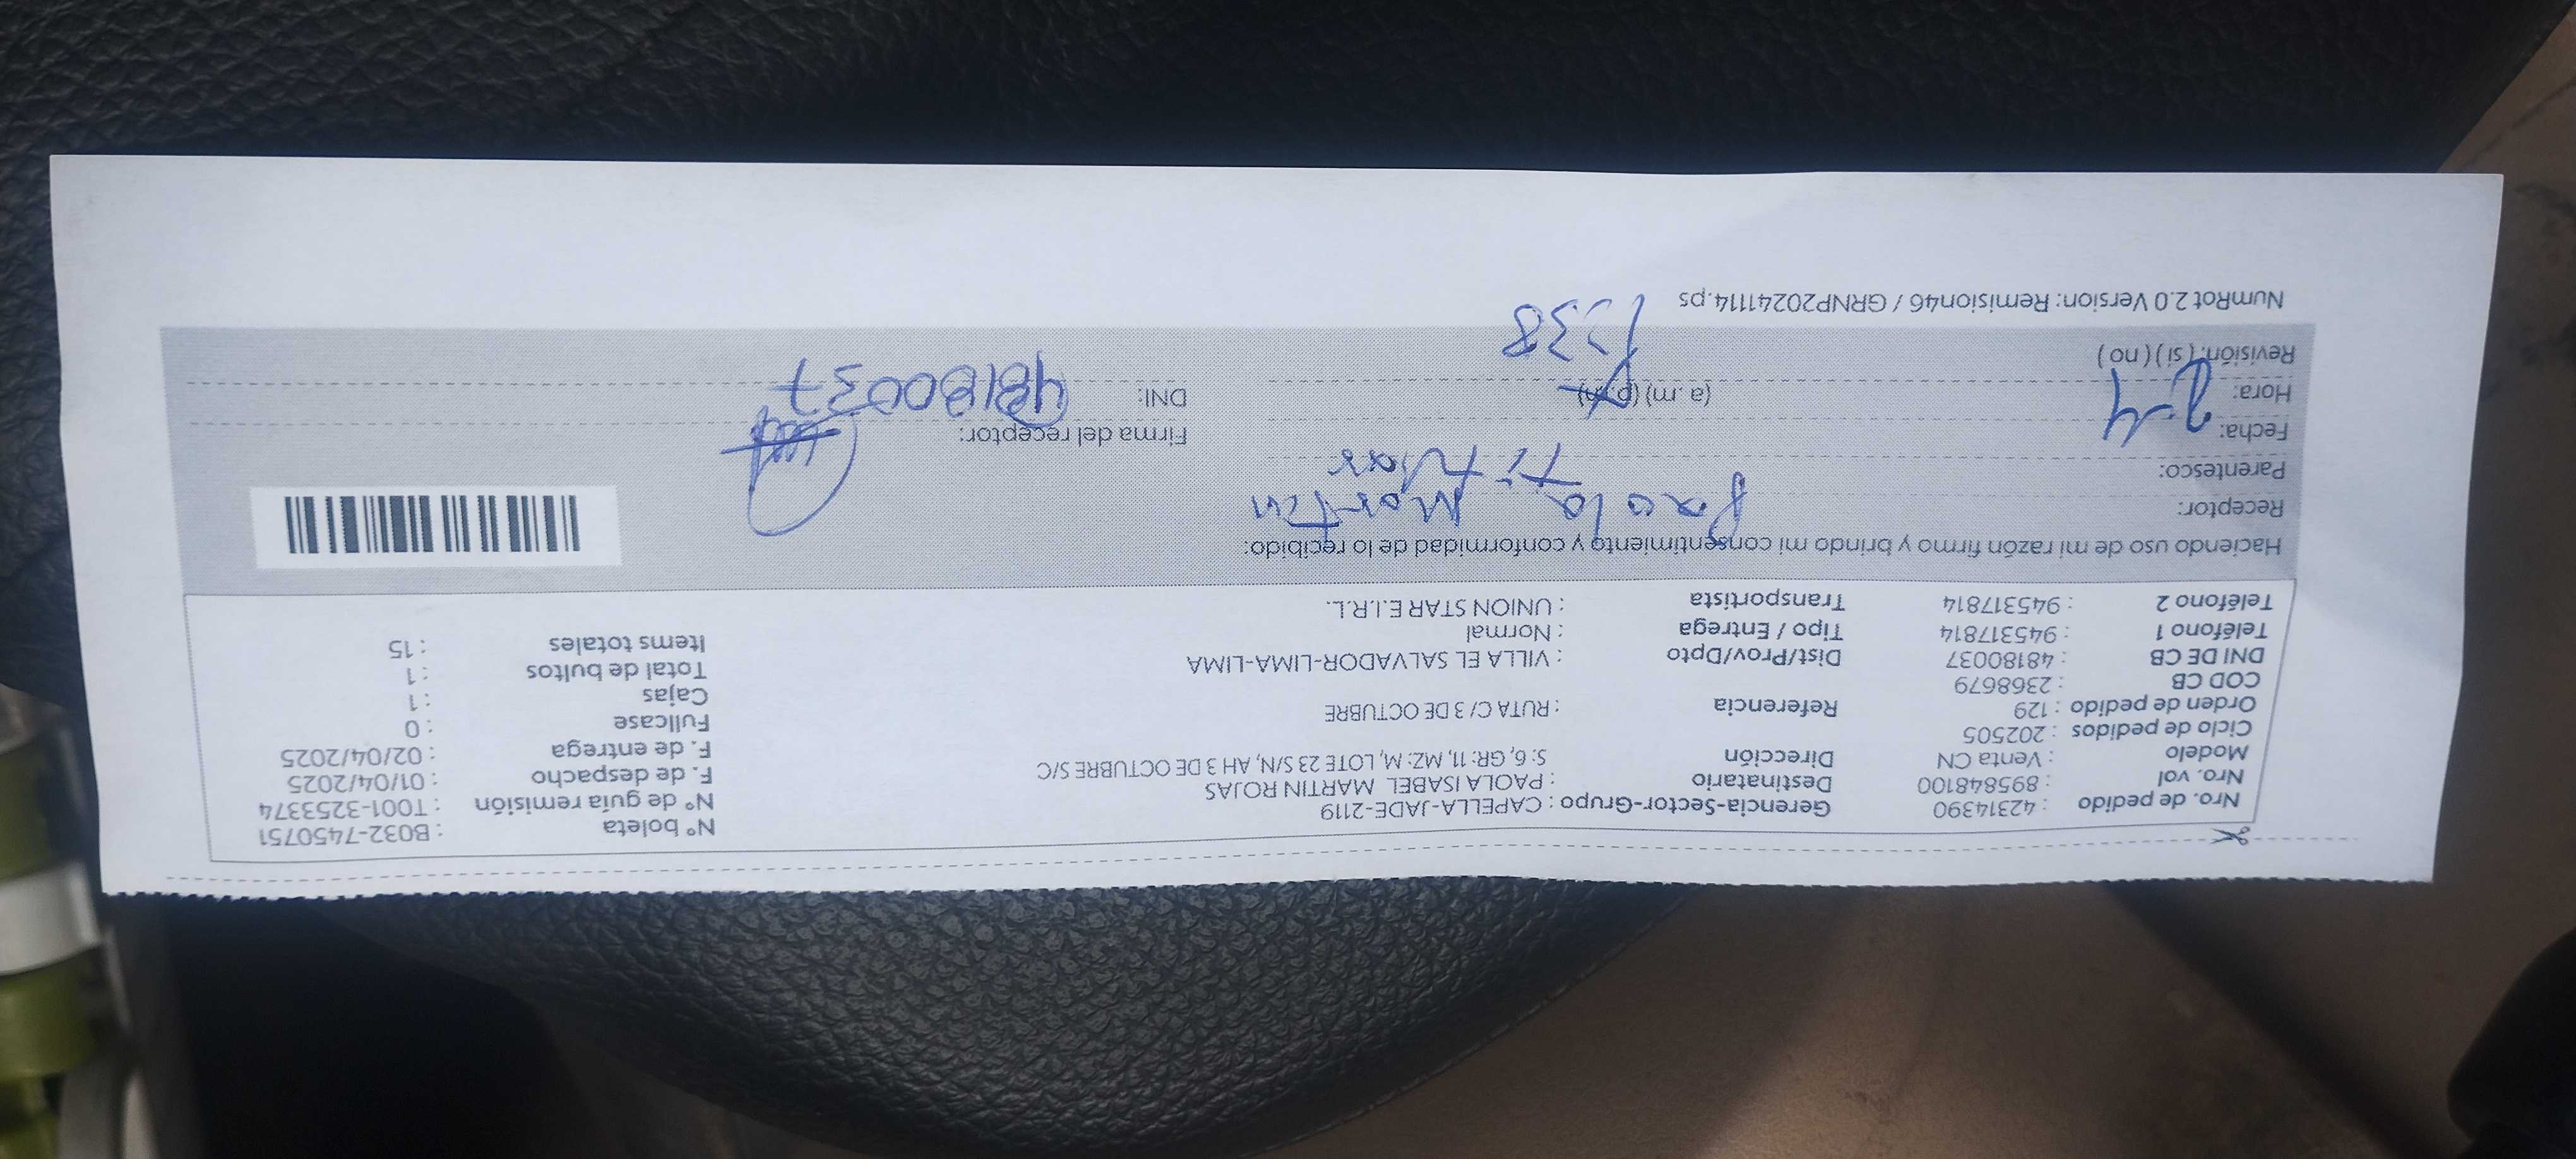 Nro. de pedido : 42314390 Gerencia-Sector-Grupo : CAPELLA-JADE-2119 N° boleta : B032-7450751
Nro. vol : 895848100 Destinatario : PAOLA ISABEL MARTIN ROJAS N° de guía remisión : T001-3253374
Modelo : Venta CN Dirección S: 6, GR: 11, MZ: M, LOTE 23 S/N, AH 3 DE OCTUBRE S/C F. de despacho : 01/04/2025
Ciclo de pedidos : 202505 F. de entrega : 02/04/2025
Orden de pedido : 129 Referencia : RUTA C/ 3 DE OCTUBRE Fullcase : 0
COD CB : 2368679 Cajas : 1
DNI DE CB : 48180037 Dist/Prov/Dpto : VILLA EL SALVADOR-LIMA-LIMA Total de bultos : 1
Teléfono 1 : 945317814 Tipo / Entrega : Normal Items totales : 15
Teléfono 2 : 945317814 Transportista : UNION STAR E.I.R.L.
Haciendo uso de mi razón firmo y brindo mi consentimiento y conformidad de lo recibido:
Receptor: Paola Martin
Parentesco: Titular
Fecha: 2-4 Firma del receptor:
Hora: (a.m) (p.m) DNI: 48180037
Revisión: (si) (no) 1:38
NumRot 2.0 Version: Remision46 / GRNP20241114.ps